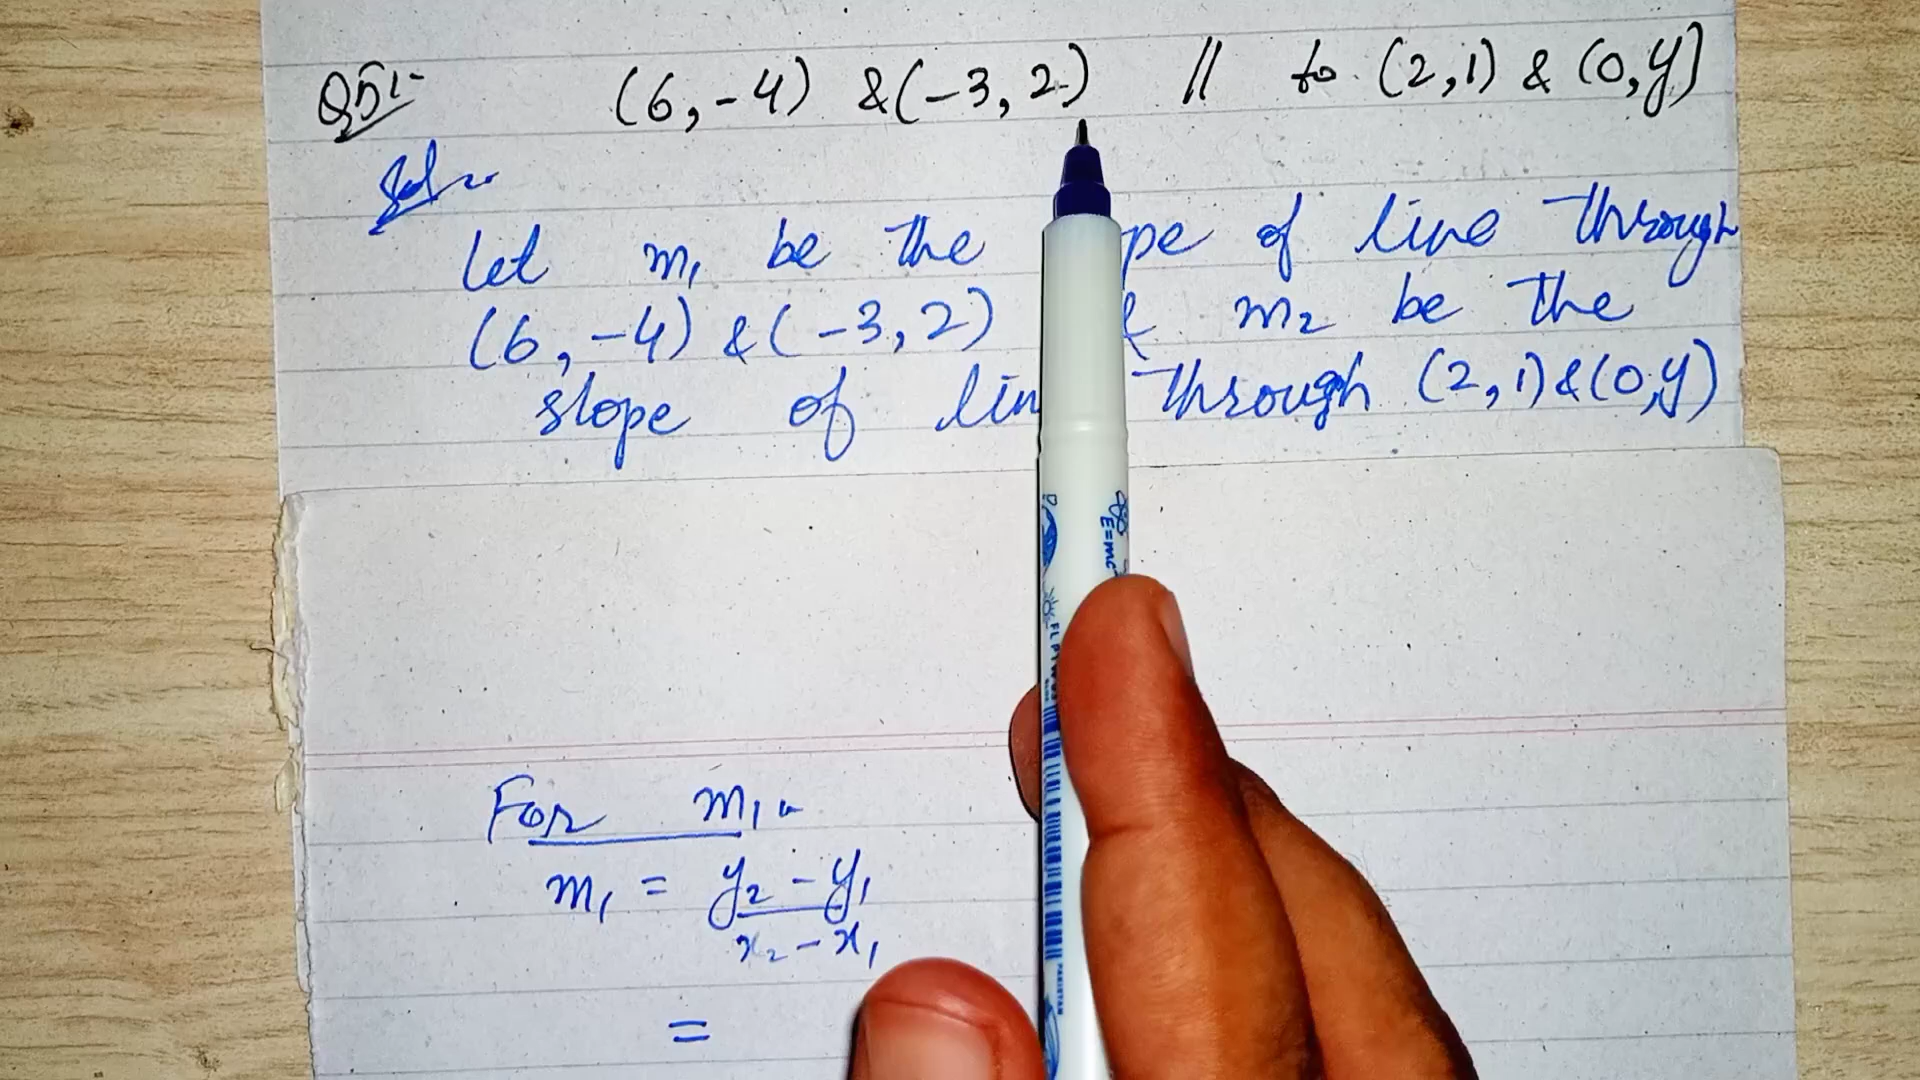 Q5:- (6,-4) &(-3,2) // to (2,1) & (0,y)
Sol:-
Let m₁ be the pe of line through
(6,-4) &(-3,2) & m₂ be the
slope of lin through (2,1)&(0,y)
E=mc
For m₁:-
m₁ = y₂-y₁
x₂-x₁
=